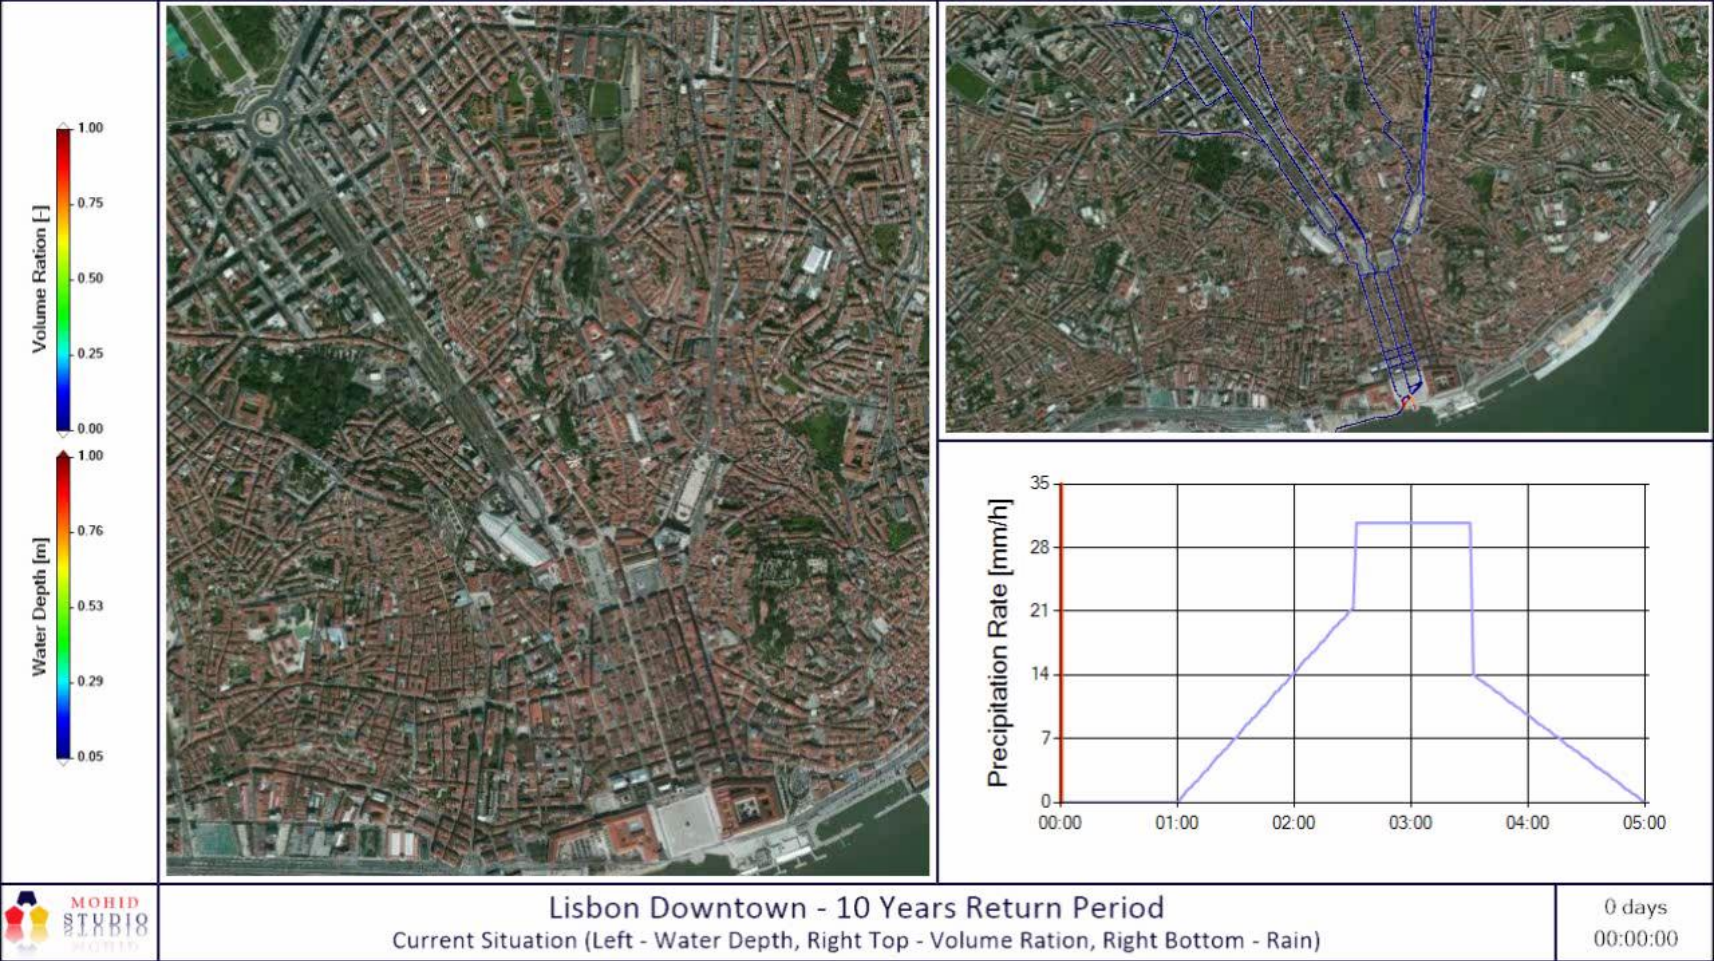 Volume Ration [-]
1.00
0.75
0.50
0.25
0.00
Water Depth [m]
1.00
0.76
0.53
0.29
0.05
Precipitation Rate [mm/h]
35
28
21
14
7
0
00:00
01:00
02:00
03:00
04:00
05:00
MOHID
STUDIO
Lisbon Downtown - 10 Years Return Period
Current Situation (Left - Water Depth, Right Top - Volume Ration, Right Bottom - Rain)
0 days
00:00:00